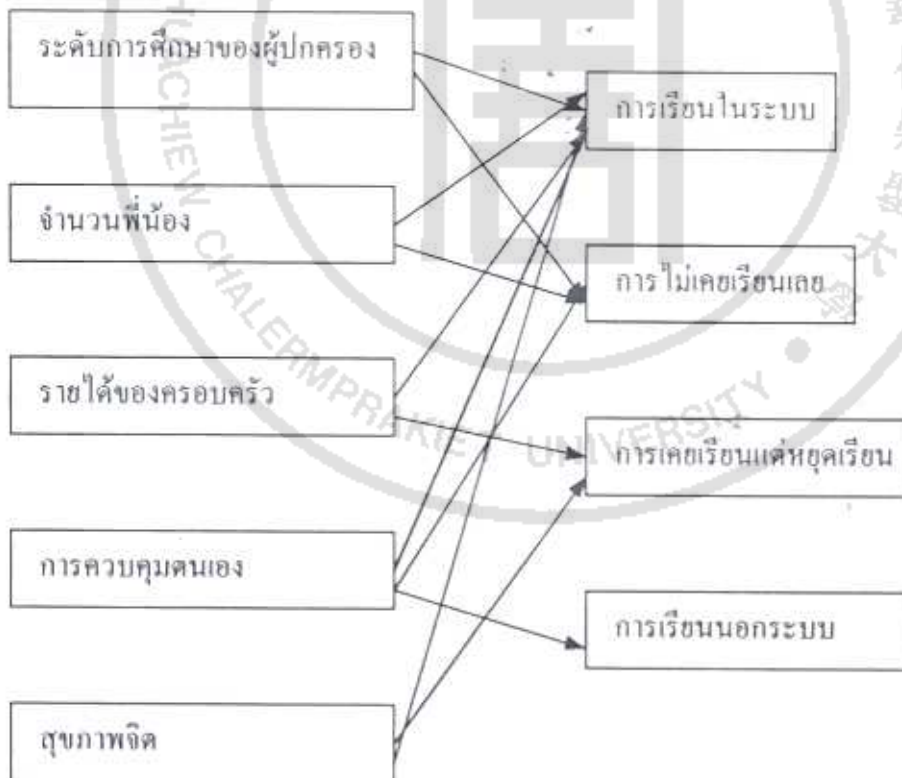 ระดับการศึกษาของผู้ปกครอง
การเรียนในระบบ
จำนวนพี่น้อง
การไม่เคยเรียนเลย
รายได้ของครอบครัว
การเคยเรียนแต่หยุดเรียน
การควบคุมตนเอง
การเรียนนอกระบบ
สุขภาพจิต
HUACHIEW CHALERMPRAKIE UNIVERSITY